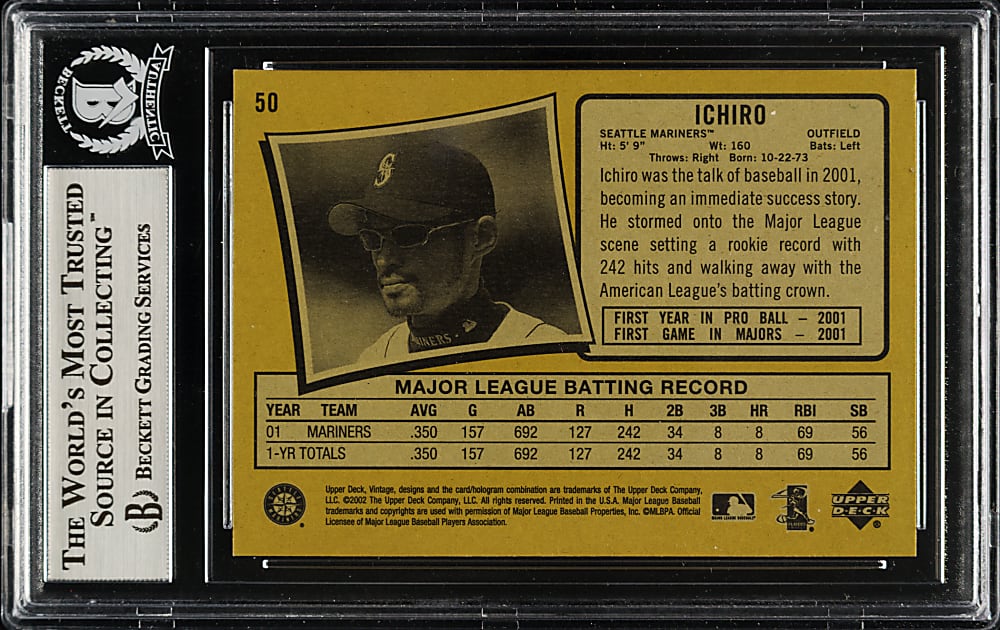 BECKETT
AUTHENTIC
B
THE WORLD'S MOST TRUSTED
SOURCE IN COLLECTING℠
BECKETT GRADING SERVICES
50
S
MARINERS
ICHIRO
SEATTLE MARINERS™ OUTFIELD
Ht: 5' 9" Wt: 160 Bats: Left
Throws: Right Born: 10-22-73
Ichiro was the talk of baseball in 2001,
becoming an immediate success story.
He stormed onto the Major League
scene setting a rookie record with
242 hits and walking away with the
American League's batting crown.
FIRST YEAR IN PRO BALL – 2001
FIRST GAME IN MAJORS – 2001
MAJOR LEAGUE BATTING RECORD
YEAR TEAM AVG G AB R H 2B 3B HR RBI SB
01 MARINERS .350 157 692 127 242 34 8 8 69 56
1-YR TOTALS .350 157 692 127 242 34 8 8 69 56
Upper Deck, Vintage, designs and the card/hologram combination are trademarks of The Upper Deck Company,
LLC. ©2002 The Upper Deck Company, LLC. All rights reserved. Printed in the U.S.A. Major League Baseball
trademarks and copyrights are used with permission of Major League Baseball Properties, Inc. ©MLBPA. Official
Licensee of Major League Baseball Players Association.
UPPER
DECK